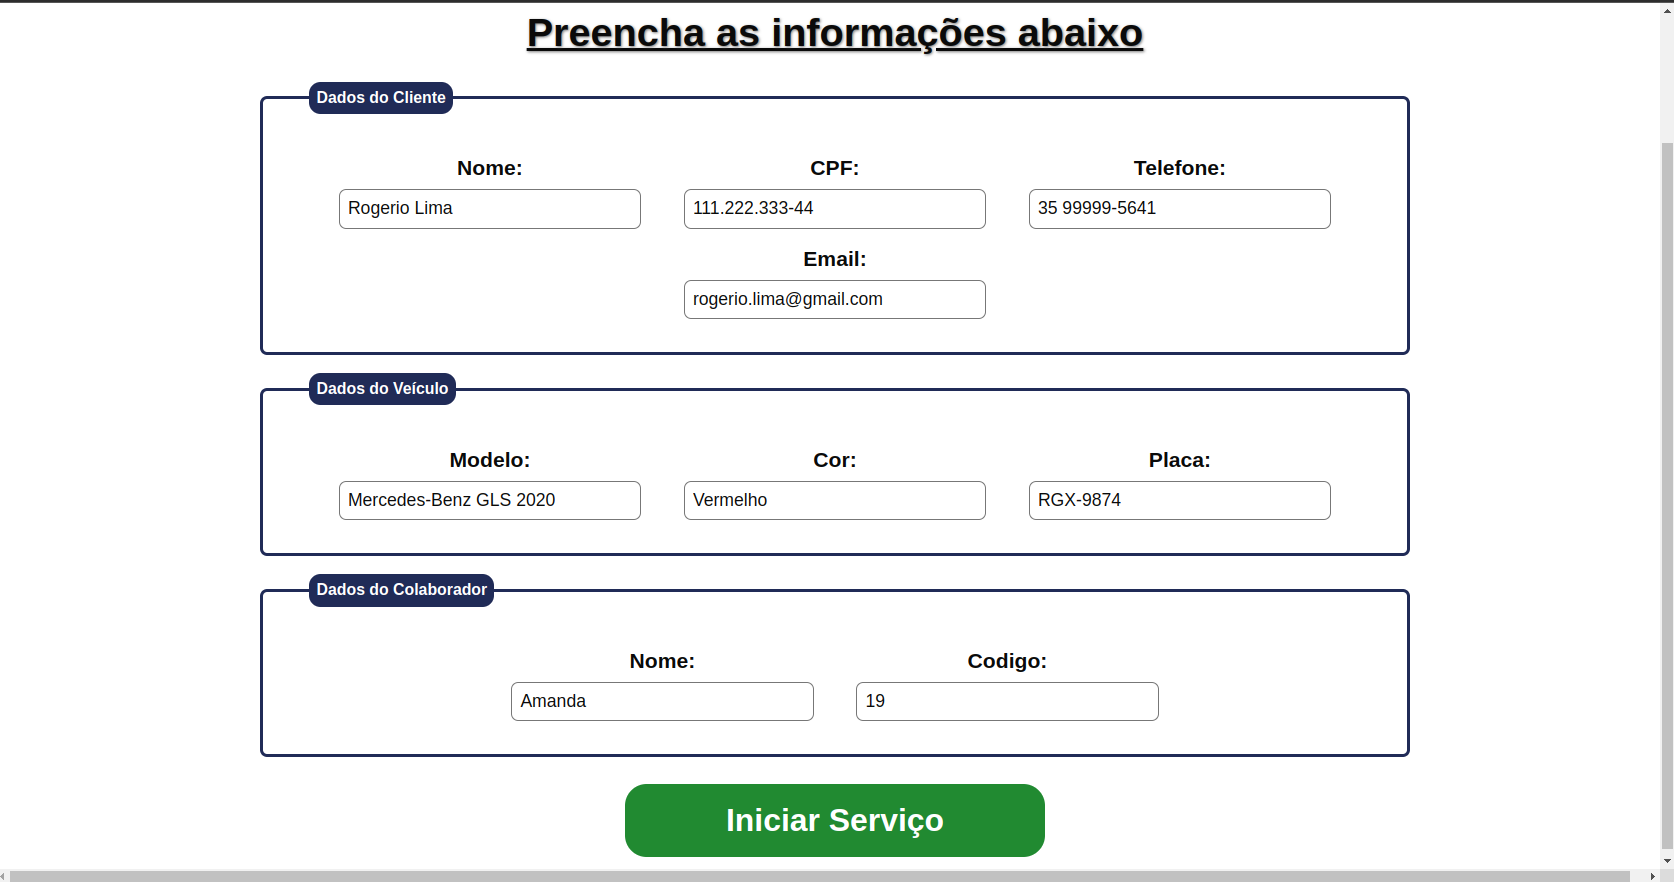 Preencha as informações abaixo
Dados do Cliente
Nome: CPF: Telefone:
Rogerio Lima 111.222.333-44 35 99999-5641
Email:
rogerio.lima@gmail.com
Dados do Veículo
Modelo: Cor: Placa:
Mercedes-Benz GLS 2020 Vermelho RGX-9874
Dados do Colaborador
Nome: Codigo:
Amanda 19
Iniciar Serviço